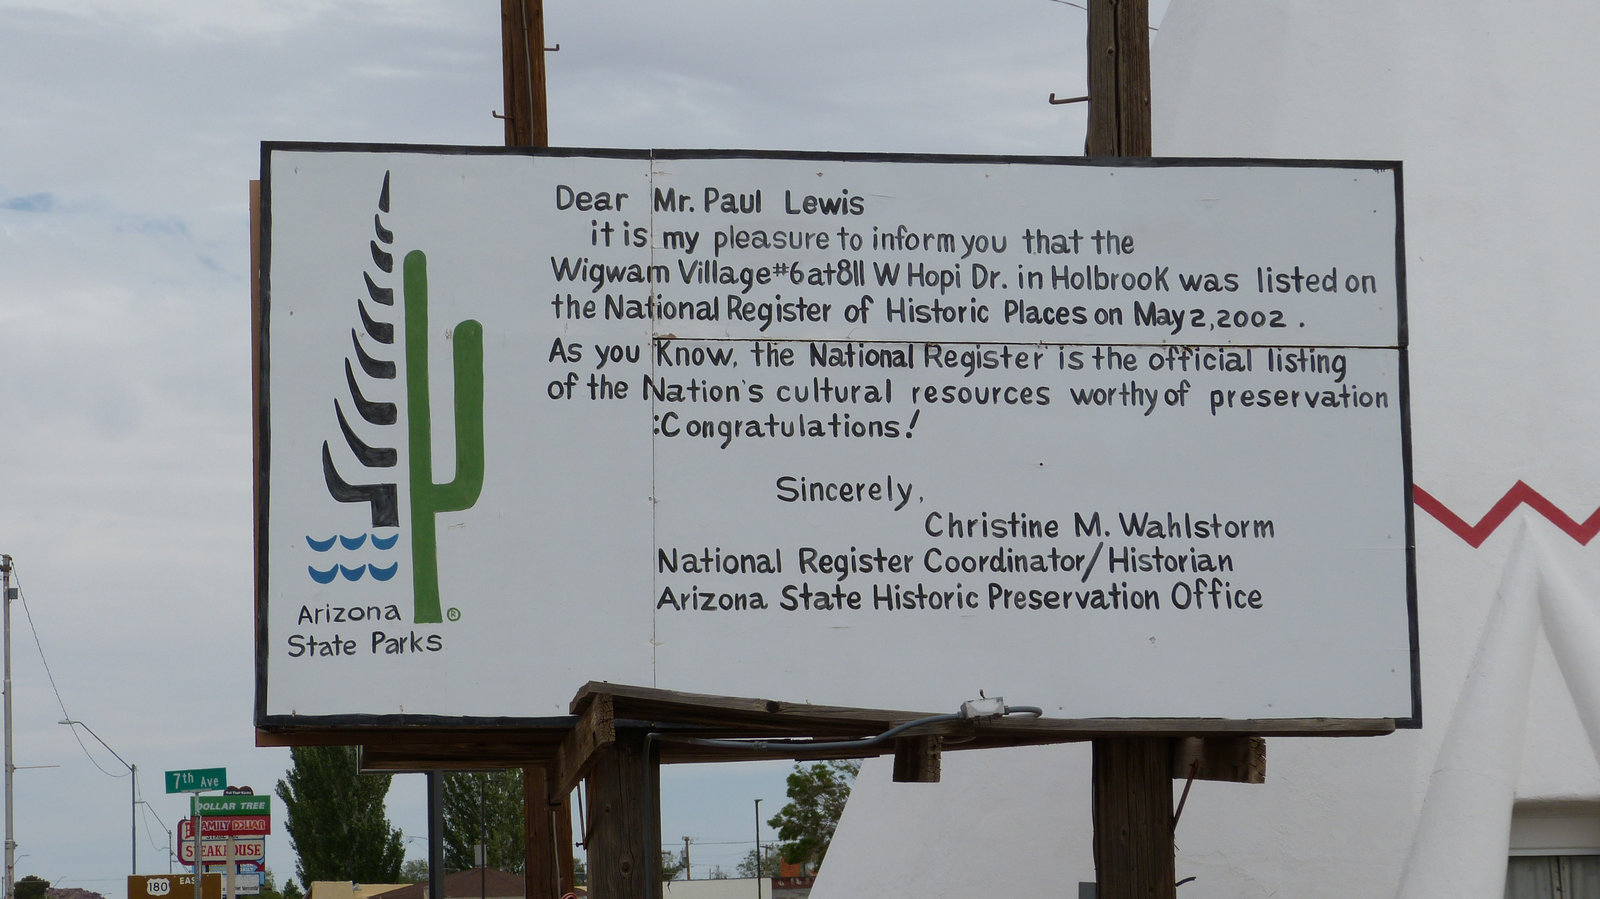 Dear Mr. Paul Lewis
it is my pleasure to inform you that the
Wigwam Village #6 at 811 W Hopi Dr. in Holbrook was listed on
the National Register of Historic Places on May 2, 2002 .
As you Know, the National Register is the official listing
of the Nation's cultural resources worthy of preservation
:Congratulations!
Sincerely,
Christine M. Wahlstorm
National Register Coordinator/Historian
Arizona State Historic Preservation Office
Arizona ®
State Parks
7th Ave
DOLLAR TREE
FAMILY DOLLAR
STEAKHOUSE
180 EAST